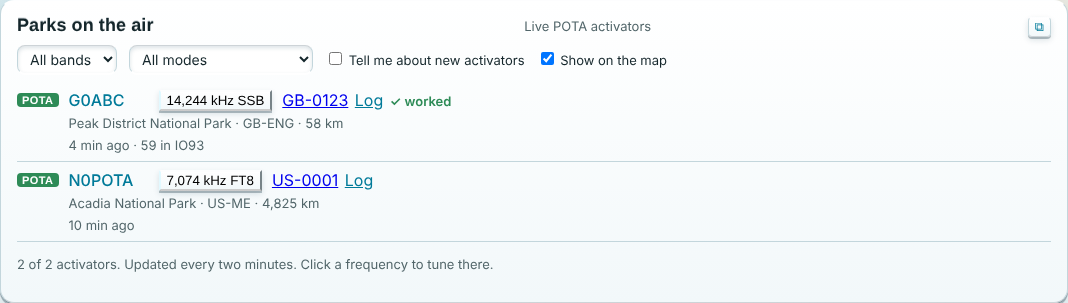 Parks on the air
Live POTA activators
All bands All modes Tell me about new activators Show on the map
POTA G0ABC 14,244 kHz SSB GB-0123 Log ✓ worked
Peak District National Park · GB-ENG · 58 km
4 min ago · 59 in IO93
POTA N0POTA 7,074 kHz FT8 US-0001 Log
Acadia National Park · US-ME · 4,825 km
10 min ago
2 of 2 activators. Updated every two minutes. Click a frequency to tune there.